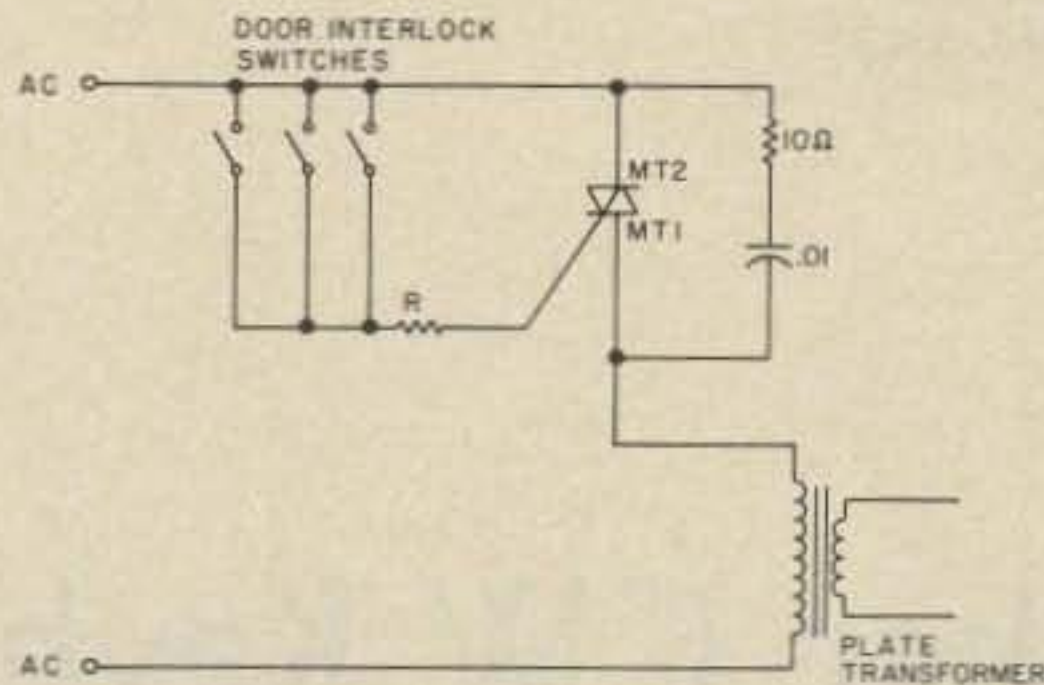 DOOR INTERLOCK
SWITCHES
AC
10Ω
MT2
MT1
.01
R
AC
PLATE
TRANSFORMER